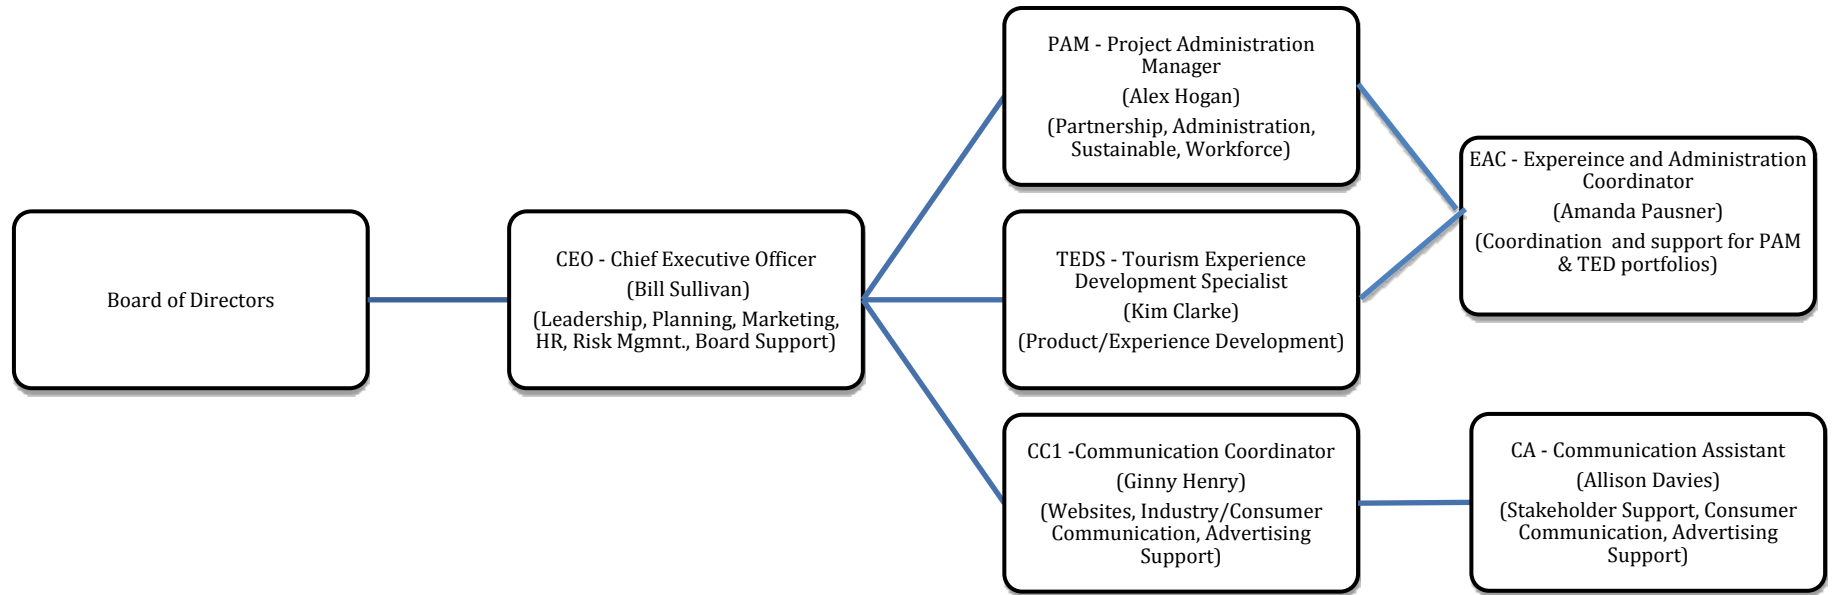 Board of Directors
CEO - Chief Executive Officer
(Bill Sullivan)
(Leadership, Planning, Marketing,
HR, Risk Mgmnt., Board Support)
PAM - Project Administration
Manager
(Alex Hogan)
(Partnership, Administration,
Sustainable, Workforce)
TEDS - Tourism Experience
Development Specialist
(Kim Clarke)
(Product/Experience Development)
CC1 -Communication Coordinator
(Ginny Henry)
(Websites, Industry/Consumer
Communication, Advertising
Support)
EAC - Expereince and Administration
Coordinator
(Amanda Pausner)
(Coordination and support for PAM
& TED portfolios)
CA - Communication Assistant
(Allison Davies)
(Stakeholder Support, Consumer
Communication, Advertising
Support)